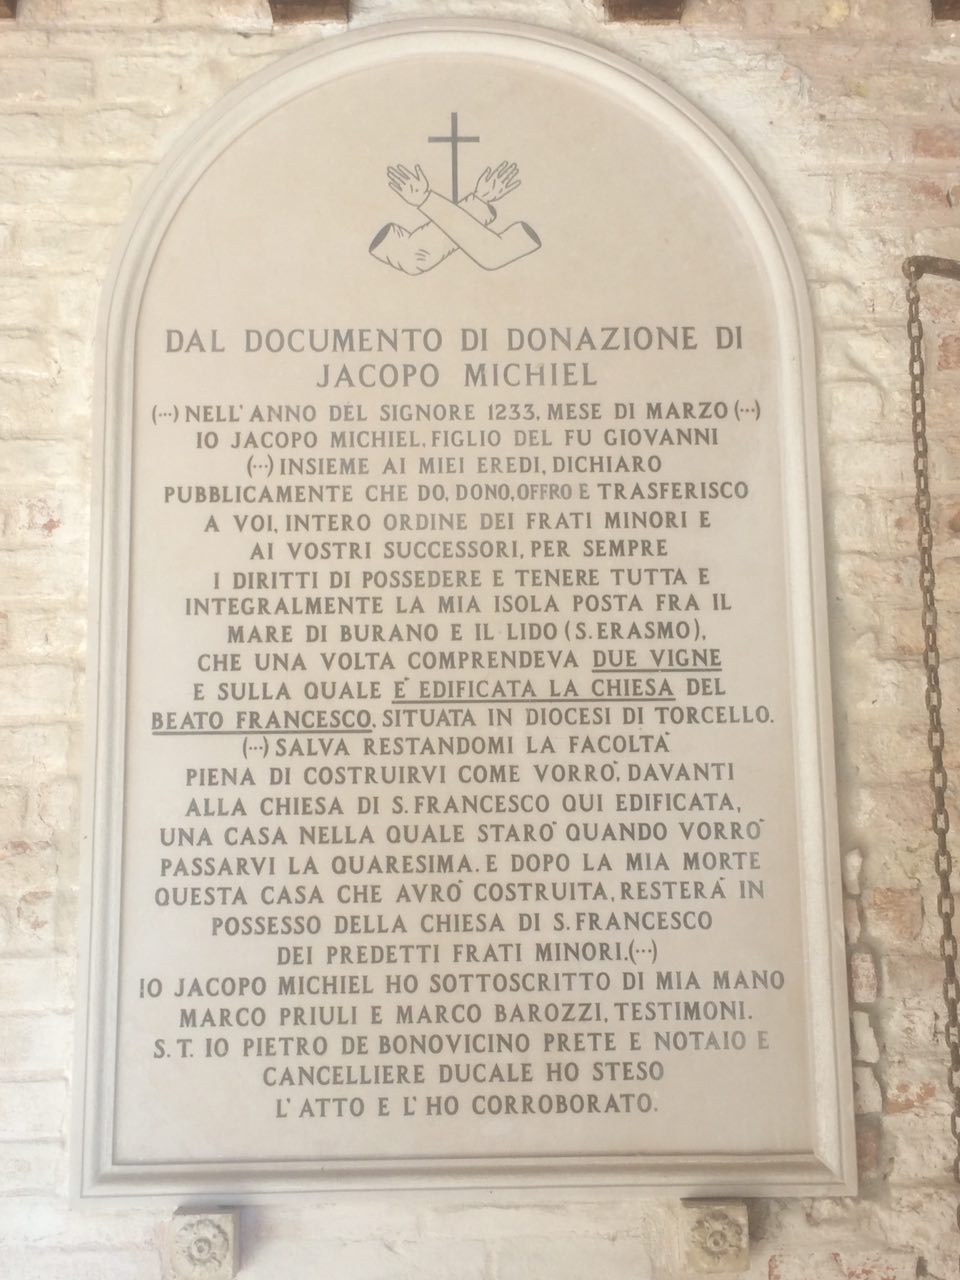 DAL DOCUMENTO DI DONAZIONE DI
JACOPO MICHIEL
(...) NELL'ANNO DEL SIGNORE 1233, MESE DI MARZO (...)
IO JACOPO MICHIEL, FIGLIO DEL FU GIOVANNI
(...) INSIEME AI MIEI EREDI, DICHIARO
PUBBLICAMENTE CHE DO, DONO, OFFRO E TRASFERISCO
A VOI, INTERO ORDINE DEI FRATI MINORI E
AI VOSTRI SUCCESSORI, PER SEMPRE
I DIRITTI DI POSSEDERE E TENERE TUTTA E
INTEGRALMENTE LA MIA ISOLA POSTA FRA IL
MARE DI BURANO E IL LIDO (S. ERASMO),
CHE UNA VOLTA COMPRENDEVA DUE VIGNE
E SULLA QUALE E' EDIFICATA LA CHIESA DEL
BEATO FRANCESCO, SITUATA IN DIOCESI DI TORCELLO.
(...) SALVA RESTANDOMI LA FACOLTA'
PIENA DI COSTRUIRVI COME VORRO', DAVANTI
ALLA CHIESA DI S. FRANCESCO QUI EDIFICATA,
UNA CASA NELLA QUALE STARO' QUANDO VORRO'
PASSARVI LA QUARESIMA. E DOPO LA MIA MORTE
QUESTA CASA CHE AVRO' COSTRUITA, RESTERA' IN
POSSESSO DELLA CHIESA DI S. FRANCESCO
DEI PREDETTI FRATI MINORI. (...)
IO JACOPO MICHIEL HO SOTTOSCRITTO DI MIA MANO
MARCO PRIULI E MARCO BAROZZI, TESTIMONI.
S. T. IO PIETRO DE BONOVICINO PRETE E NOTAIO E
CANCELLIERE DUCALE HO STESO
L'ATTO E L'HO CORROBORATO.